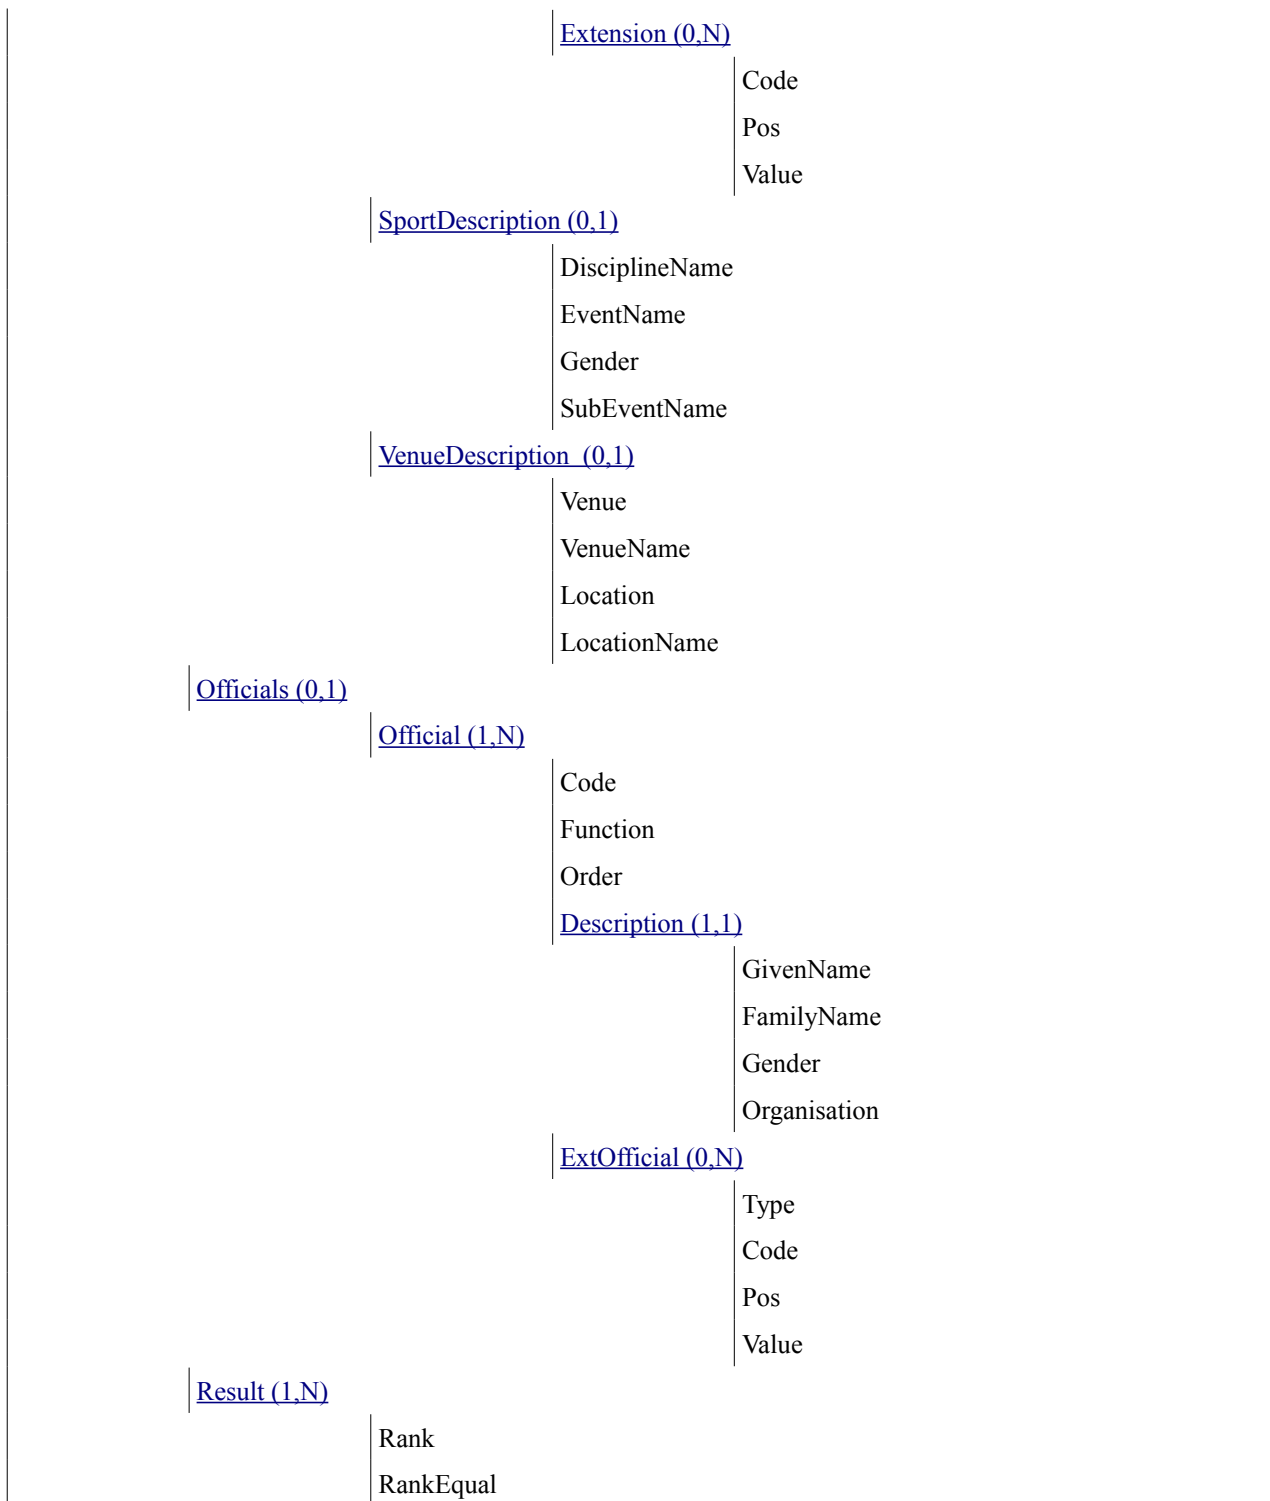 Extension (0,N)
Code
Pos
Value
SportDescription (0,1)
DisciplineName
EventName
Gender
SubEventName
VenueDescription  (0,1)
Venue
VenueName
Location
LocationName
Officials (0,1)
Official (1,N)
Code
Function
Order
Description (1,1)
GivenName
FamilyName
Gender
Organisation
ExtOfficial (0,N)
Type
Code
Pos
Value
Result (1,N)
Rank
RankEqual